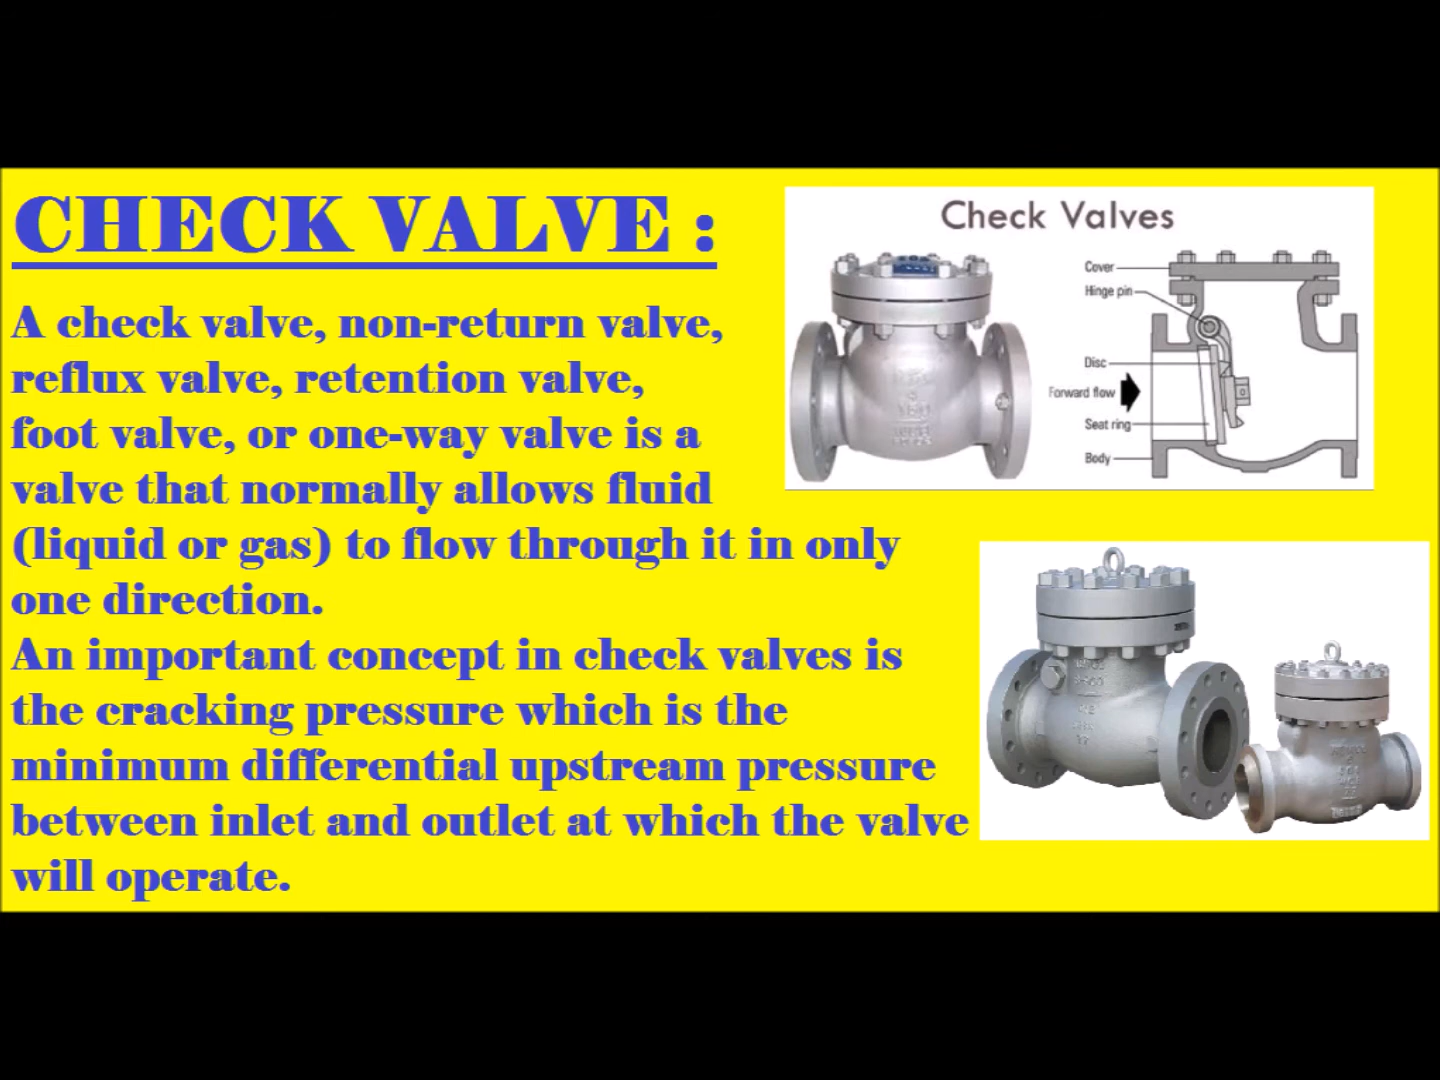 CHECK VALVE :
A check valve, non-return valve,
reflux valve, retention valve,
foot valve, or one-way valve is a
valve that normally allows fluid
(liquid or gas) to flow through it in only
one direction.
An important concept in check valves is
the cracking pressure which is the
minimum differential upstream pressure
between inlet and outlet at which the valve
will operate.
Check Valves
Cover
Hinge pin
Disc
Forward flow
Seat ring
Body